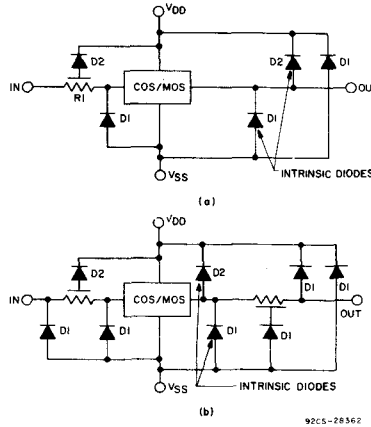 VDD
D2
D2
D1
IN
R1
COS/MOS
OU
D1
D1
INTRINSIC DIODES
VSS
(a)
VDD
D2
D2
D1
D1
IN
COS/MOS
OUT
D1
D1
D1
D1
VSS
INTRINSIC DIODES
(b)
92CS-28362